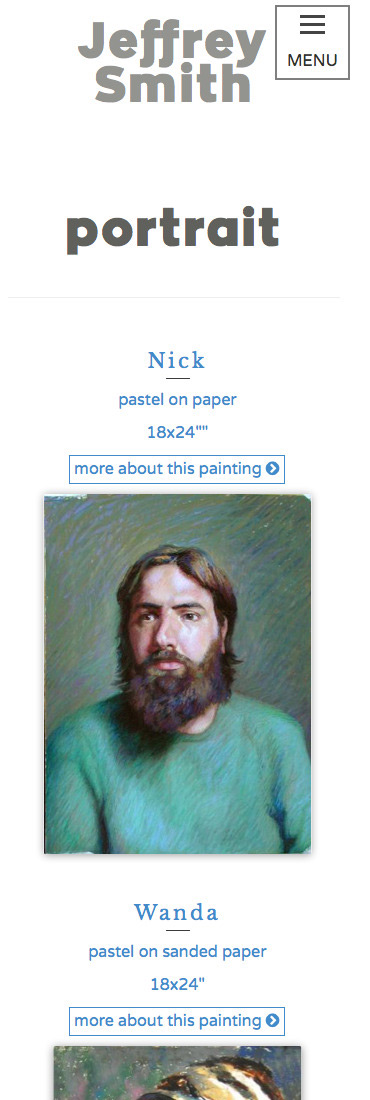 Jeffrey
Smith
MENU
portrait
Nick
pastel on paper
18x24""
more about this painting
Wanda
pastel on sanded paper
18x24"
more about this painting